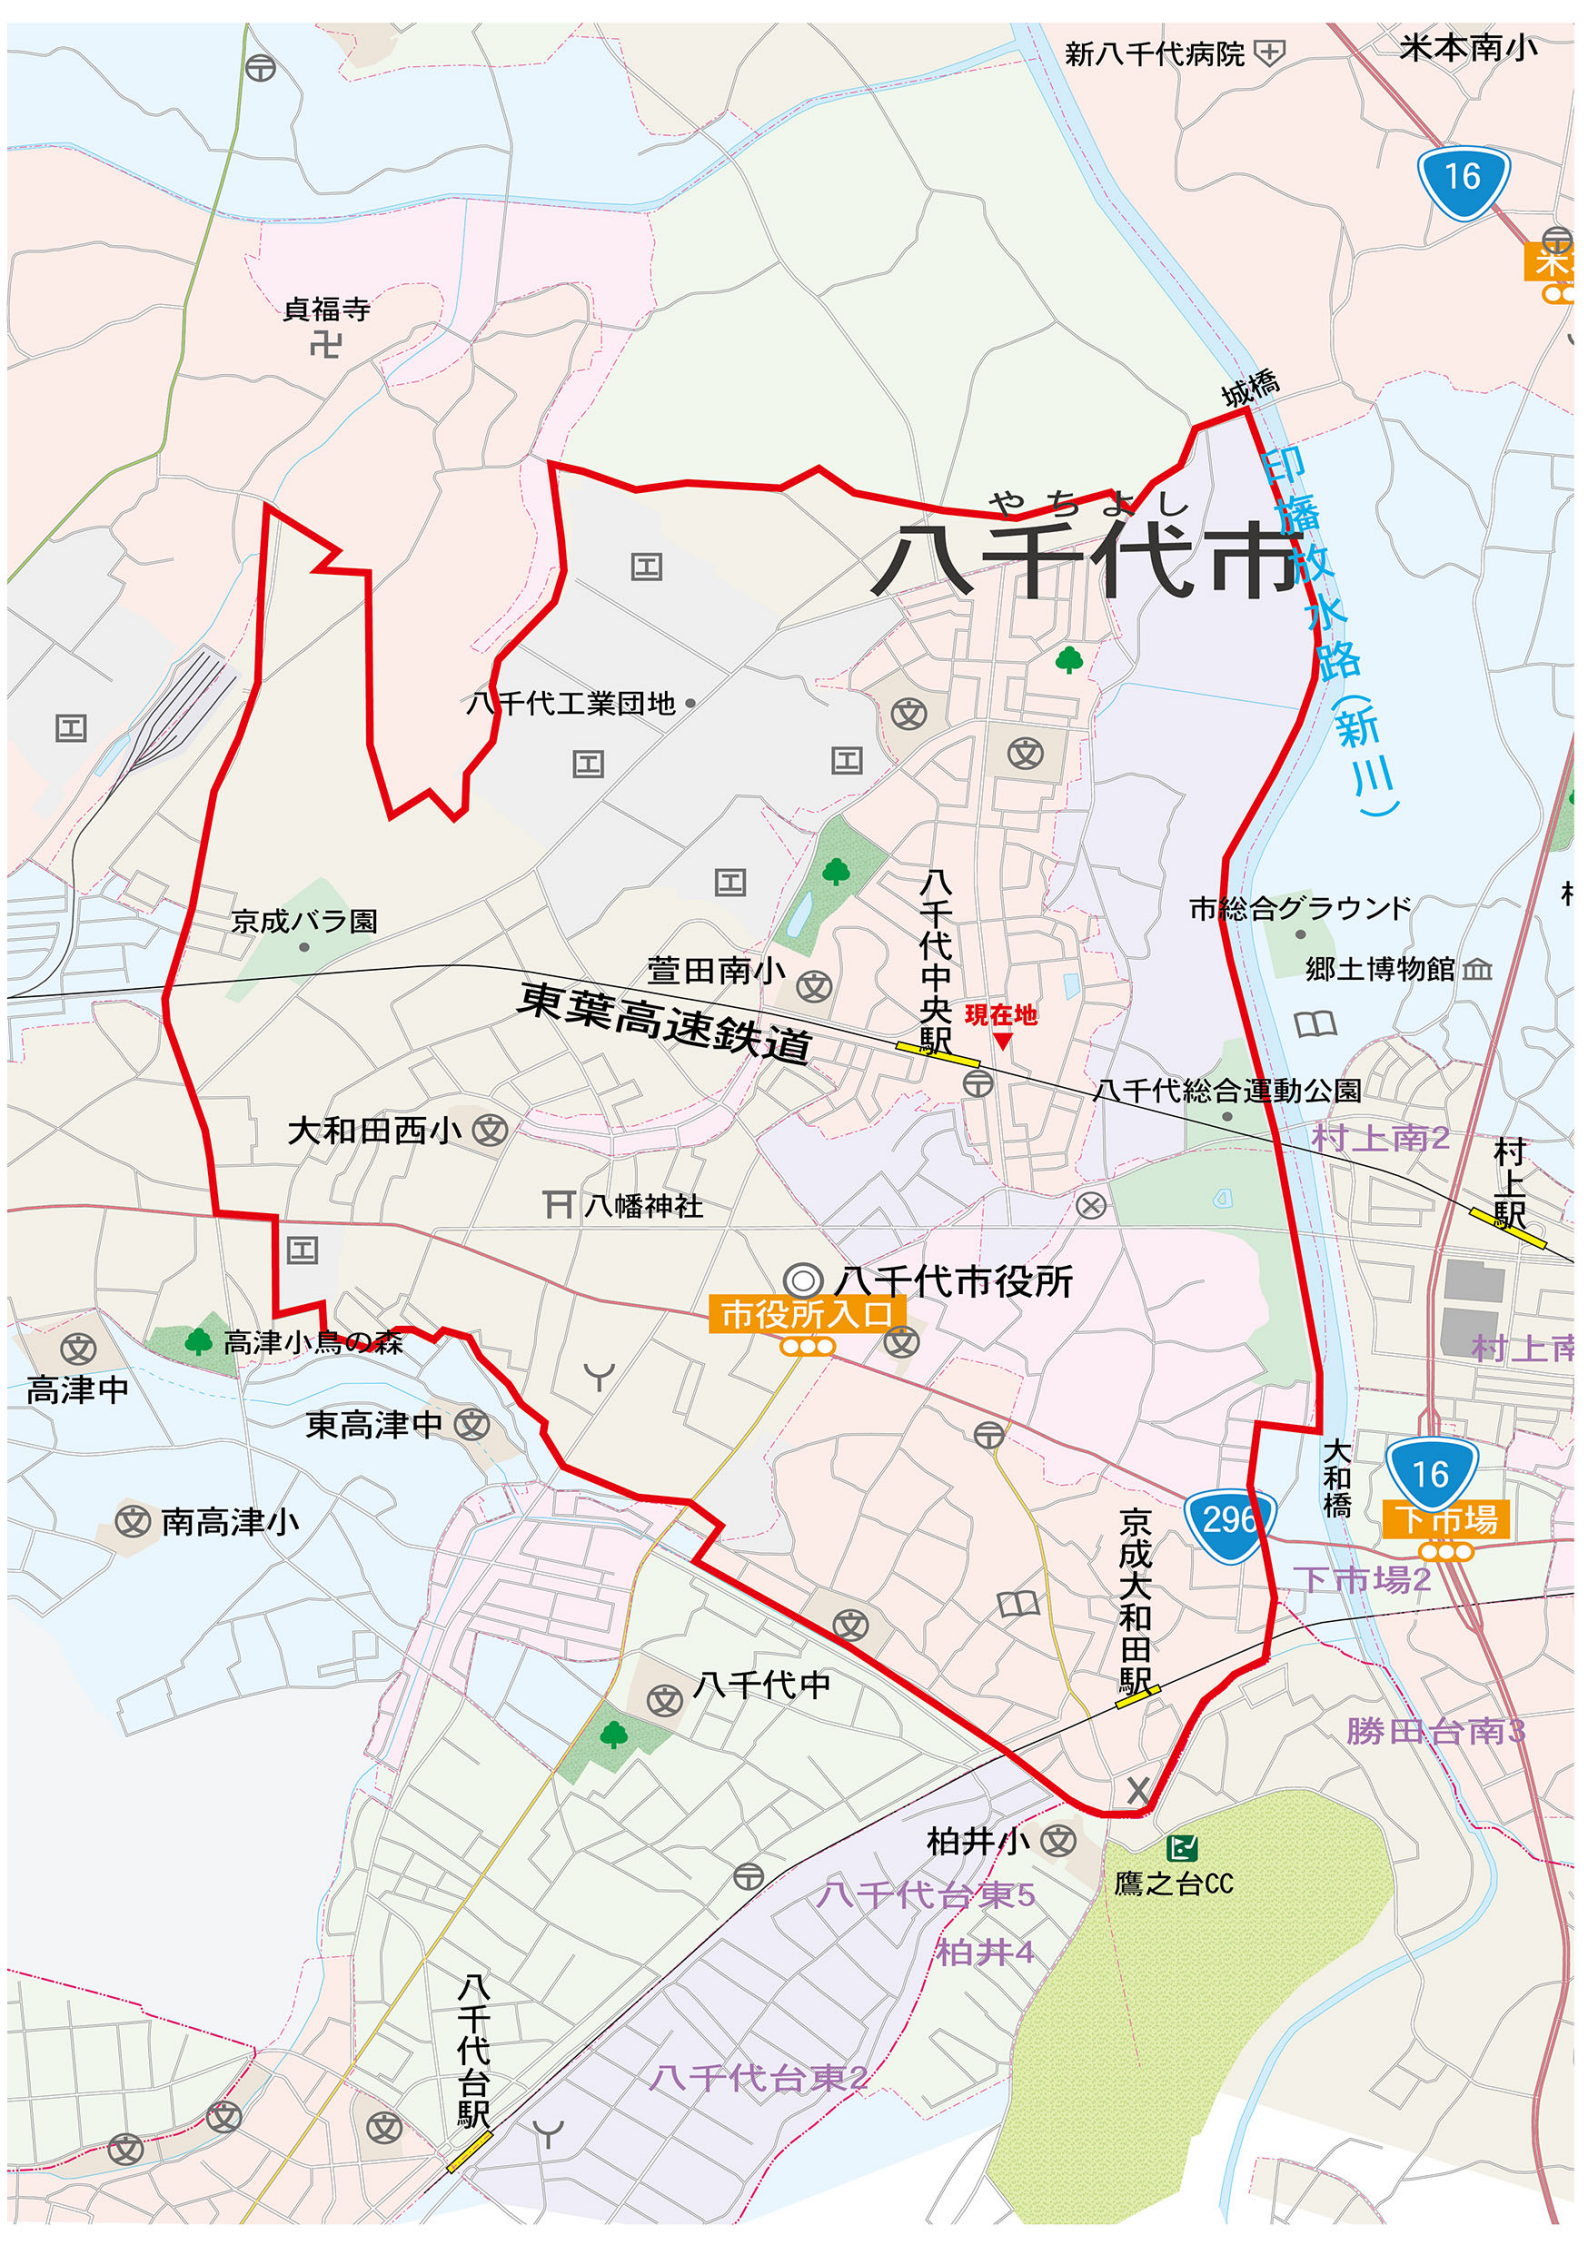 新八千代病院
米本南小
16
米
貞福寺
城橋
やちよし
八千代市
印旛放水路(新川)
八千代工業団地
京成バラ園
八千代中央駅
市総合グラウンド
郷土博物館
萱田南小
東葉高速鉄道
現在地
八千代総合運動公園
大和田西小
村上南2
村上駅
八幡神社
八千代市役所
市役所入口
高津小鳥の森
村上南
高津中
東高津中
大和橋
16
南高津小
296
下市場
京成大和田駅
下市場2
八千代中
勝田台南3
柏井小
鷹之台CC
八千代台東5
柏井4
八千代台駅
八千代台東2